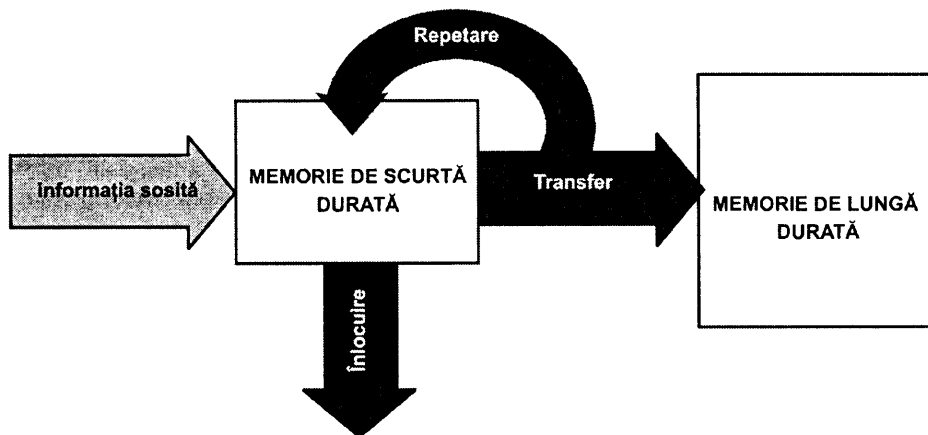 Repetare
Informația sosită
MEMORIE DE SCURTĂ
DURATĂ
Transfer
MEMORIE DE LUNGĂ
DURATĂ
Înlocuire